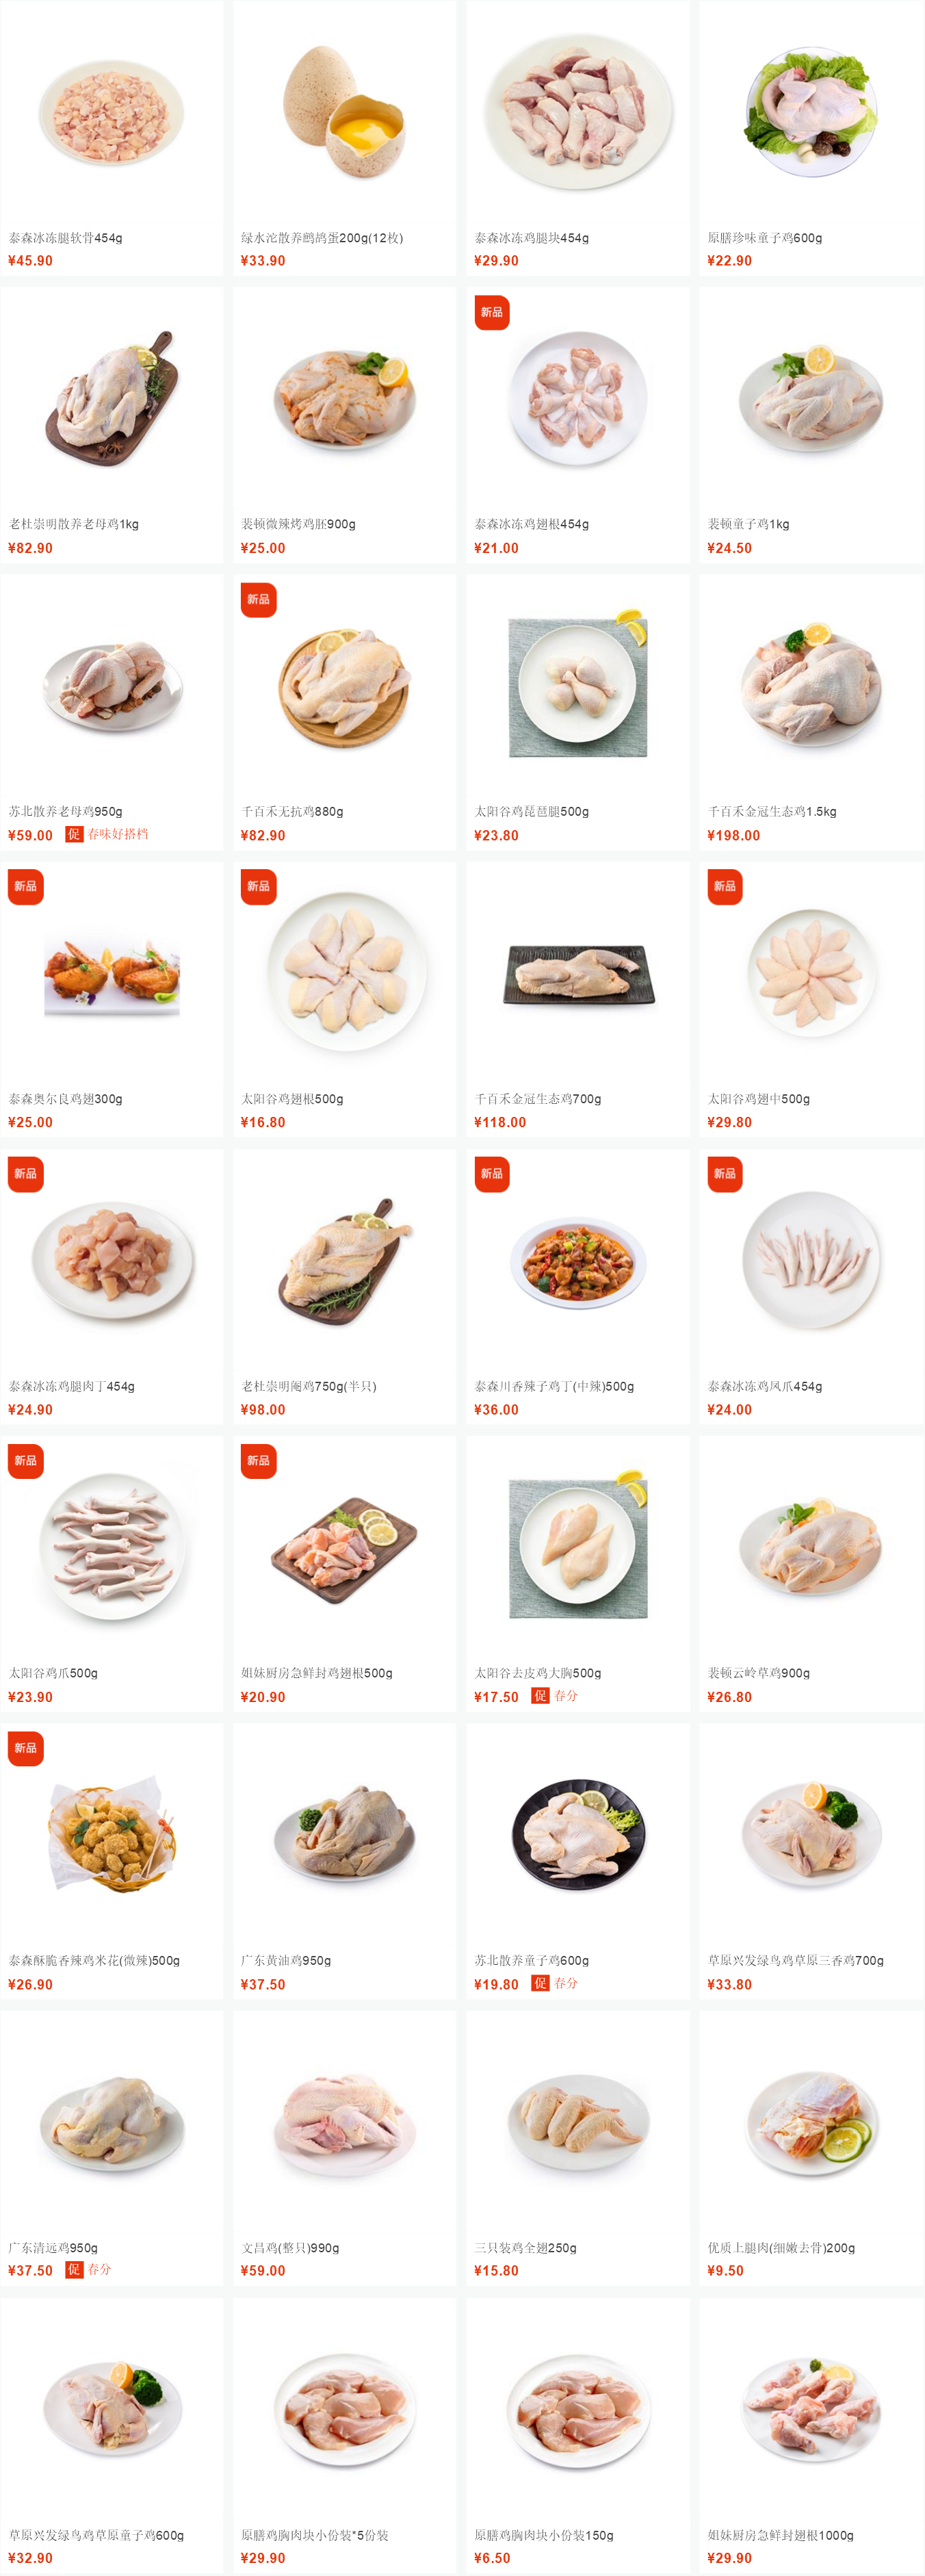 泰森冰冻腿软骨454g
¥45.90
绿水沱散养鹧鸪蛋200g(12枚)
¥33.90
泰森冰冻鸡腿块454g
¥29.90
原膳珍味童子鸡600g
¥22.90
老杜崇明散养老母鸡1kg
¥82.90
裴顿微辣烤鸡胚900g
¥25.00
新品
泰森冰冻鸡翅根454g
¥21.00
裴顿童子鸡1kg
¥24.50
苏北散养老母鸡950g
¥59.00 促 春味好搭档
新品
千百禾无抗鸡880g
¥82.90
太阳谷鸡琵琶腿500g
¥23.80
千百禾金冠生态鸡1.5kg
¥198.00
新品
泰森奥尔良鸡翅300g
¥25.00
新品
太阳谷鸡翅根500g
¥16.80
千百禾金冠生态鸡700g
¥118.00
新品
太阳谷鸡翅中500g
¥29.80
新品
泰森冰冻鸡腿肉丁454g
¥24.90
老杜崇明阉鸡750g(半只)
¥98.00
新品
泰森川香辣子鸡丁(中辣)500g
¥36.00
新品
泰森冰冻鸡凤爪454g
¥24.00
新品
太阳谷鸡爪500g
¥23.90
新品
姐妹厨房急鲜封鸡翅根500g
¥20.90
太阳谷去皮鸡大胸500g
¥17.50 促 春分
裴顿云岭草鸡900g
¥26.80
新品
泰森酥脆香辣鸡米花(微辣)500g
¥26.90
广东黄油鸡950g
¥37.50
苏北散养童子鸡600g
¥19.80 促 春分
草原兴发绿鸟鸡草原三香鸡700g
¥33.80
广东清远鸡950g
¥37.50 促 春分
文昌鸡(整只)990g
¥59.00
三只装鸡全翅250g
¥15.80
优质上腿肉(细嫩去骨)200g
¥9.50
草原兴发绿鸟鸡草原童子鸡600g
¥32.90
原膳鸡胸肉块小份装*5份装
¥29.90
原膳鸡胸肉块小份装150g
¥6.50
姐妹厨房急鲜封翅根1000g
¥29.90